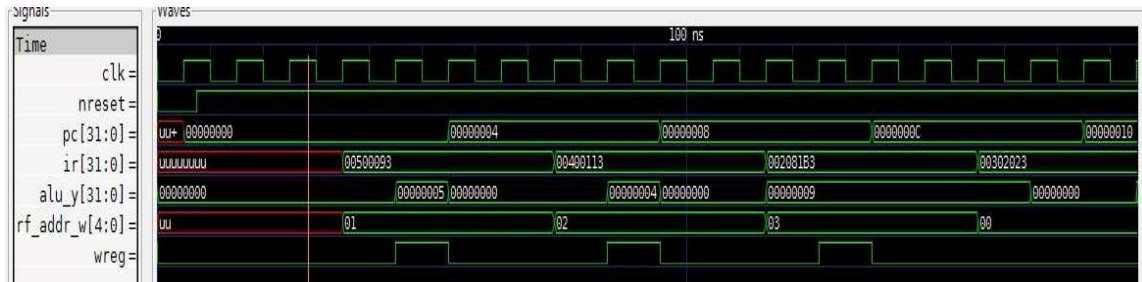 Signals Waves
Time 0 100 ns
clk =
nreset =
pc[31:0] = uu+ 00000000 00000004 00000008 0000000C 00000010
ir[31:0] = uuuuuuuu 00500093 00400113 002081B3 00302023
alu_y[31:0] = 00000000 00000005 00000000 00000004 00000000 00000009 00000000
rf_addr_w[4:0] = uu 01 02 03 00
wreg =